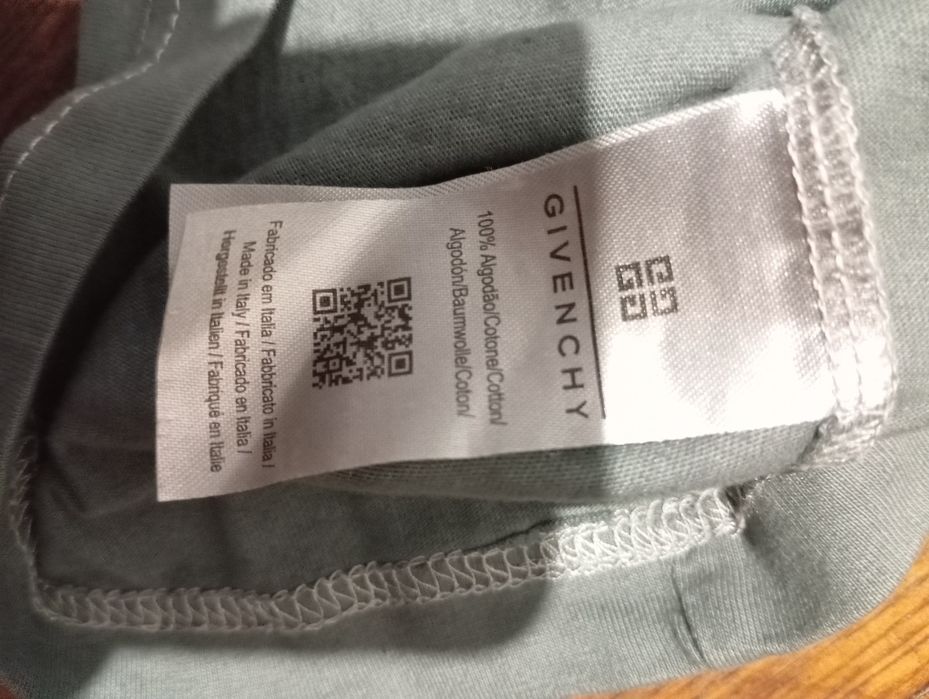 GIVENCHY
100% Algodão/Cotone/Cotton/
Algodón/Baumwolle/Coton/
Fabricado em Italia / Fabbricato in Italia /
Made in Italy / Fabricado en Italia /
Hergestellt in Italien / Fabriqué en Italie